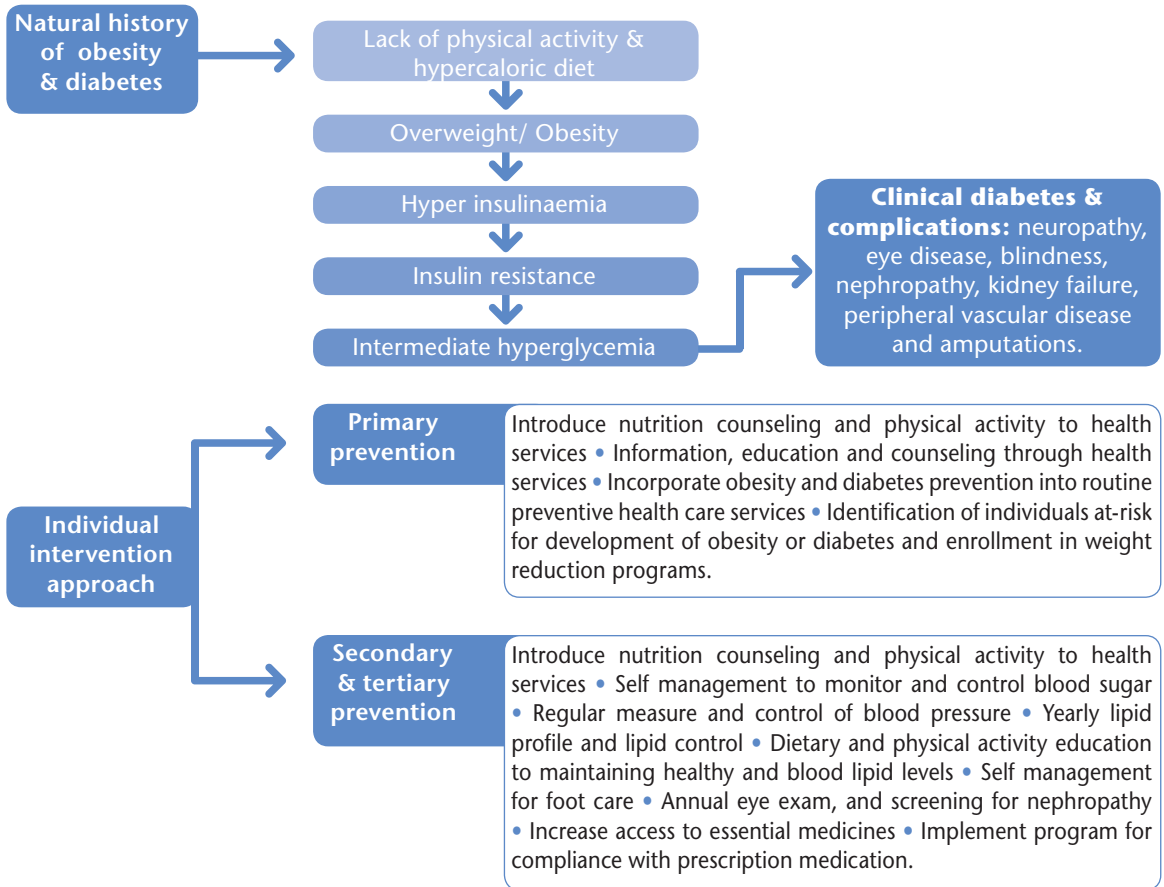 Natural history
of obesity
& diabetes
Lack of physical activity &
hypercaloric diet
Overweight/ Obesity
Hyper insulinaemia
Insulin resistance
Intermediate hyperglycemia
Clinical diabetes &
complications: neuropathy,
eye disease, blindness,
nephropathy, kidney failure,
peripheral vascular disease
and amputations.
Individual
intervention
approach
Primary
prevention
Introduce nutrition counseling and physical activity to health
services • Information, education and counseling through health
services • Incorporate obesity and diabetes prevention into routine
preventive health care services • Identification of individuals at-risk
for development of obesity or diabetes and enrollment in weight
reduction programs.
Secondary
& tertiary
prevention
Introduce nutrition counseling and physical activity to health
services • Self management to monitor and control blood sugar
• Regular measure and control of blood pressure • Yearly lipid
profile and lipid control • Dietary and physical activity education
to maintaining healthy and blood lipid levels • Self management
for foot care • Annual eye exam, and screening for nephropathy
• Increase access to essential medicines • Implement program for
compliance with prescription medication.